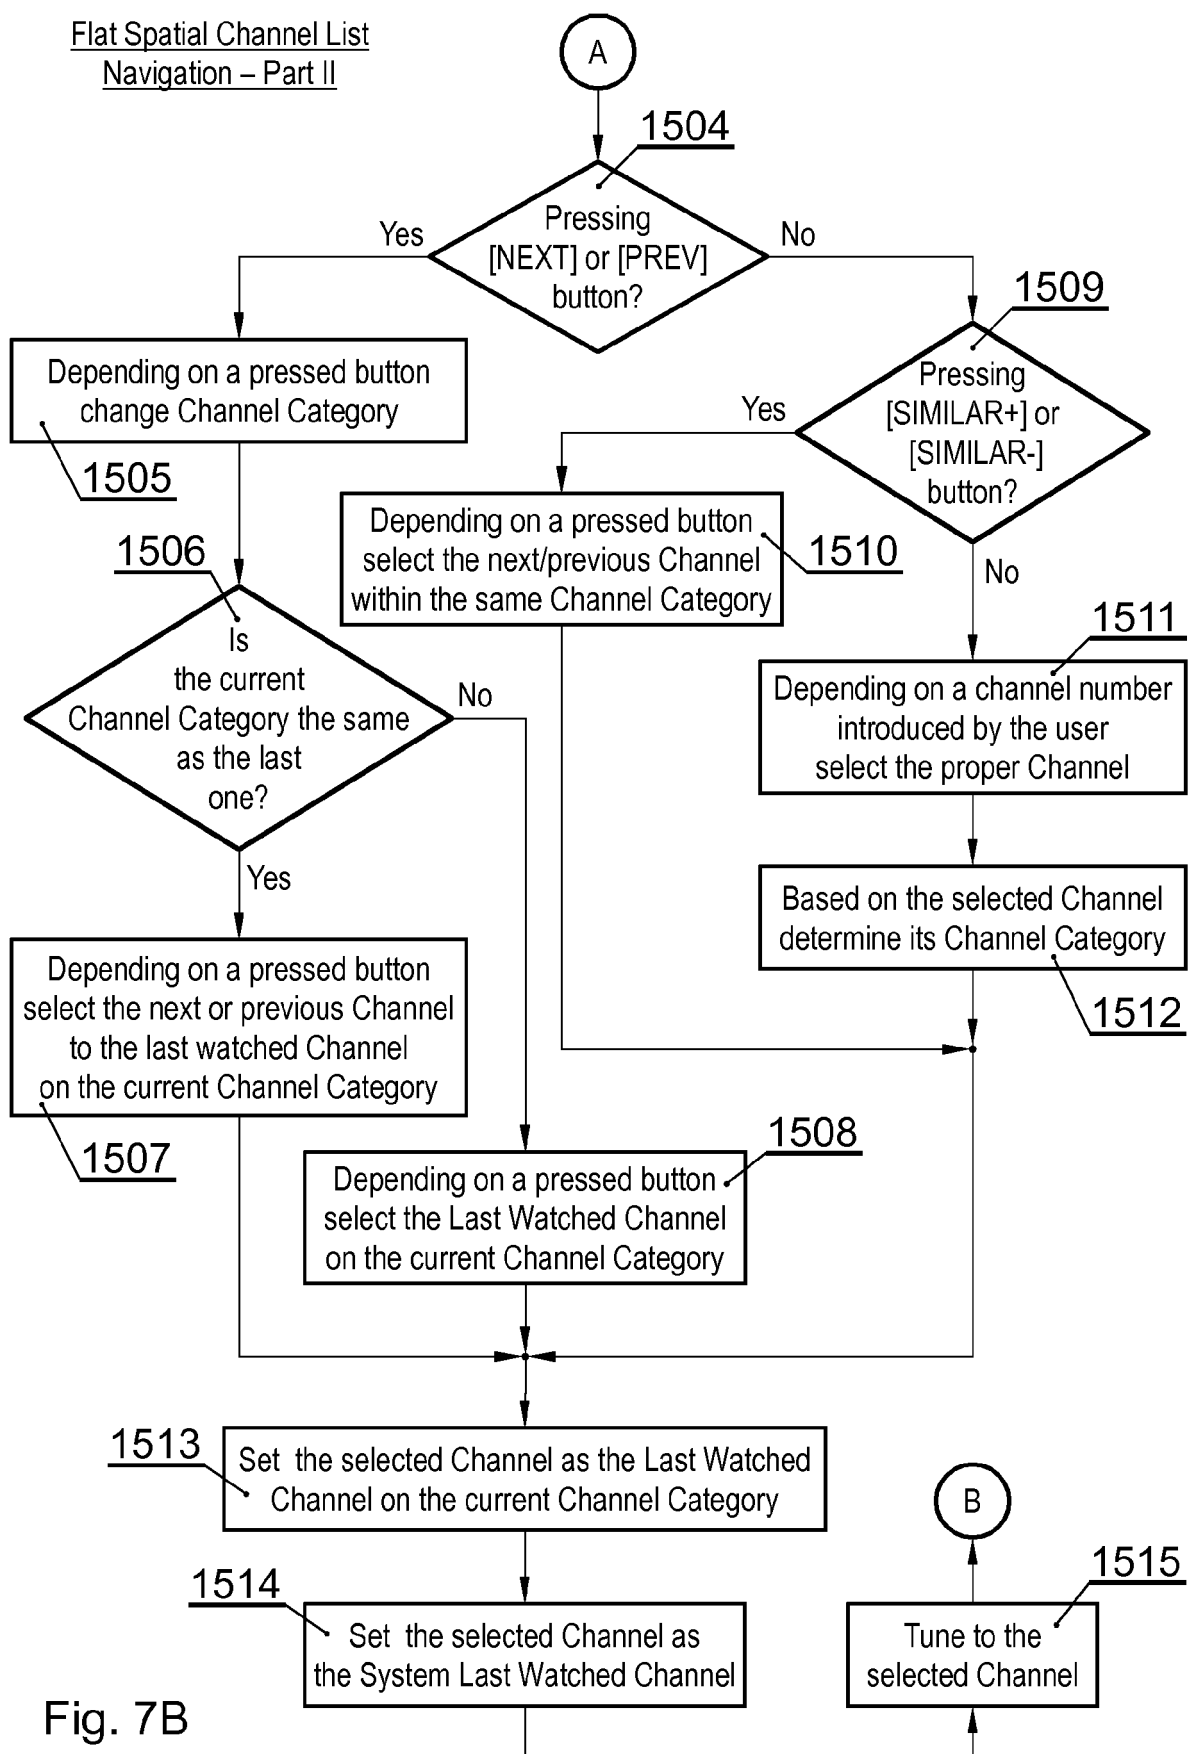 Flat Spatial Channel List
Navigation – Part II
A
1504
Pressing
[NEXT] or [PREV]
button?
Yes
No
1509
Pressing
[SIMILAR+] or
[SIMILAR-]
button?
Yes
No
Depending on a pressed button
change Channel Category
1505
Depending on a pressed button
select the next/previous Channel
within the same Channel Category
1510
1506
Is
the current
Channel Category the same
as the last
one?
No
Yes
1511
Depending on a channel number
introduced by the user
select the proper Channel
Based on the selected Channel
determine its Channel Category
1512
Depending on a pressed button
select the next or previous Channel
to the last watched Channel
on the current Channel Category
1507
1508
Depending on a pressed button
select the Last Watched Channel
on the current Channel Category
1513
Set the selected Channel as the Last Watched
Channel on the current Channel Category
B
1514
Set the selected Channel as
the System Last Watched Channel
1515
Tune to the
selected Channel
Fig. 7B